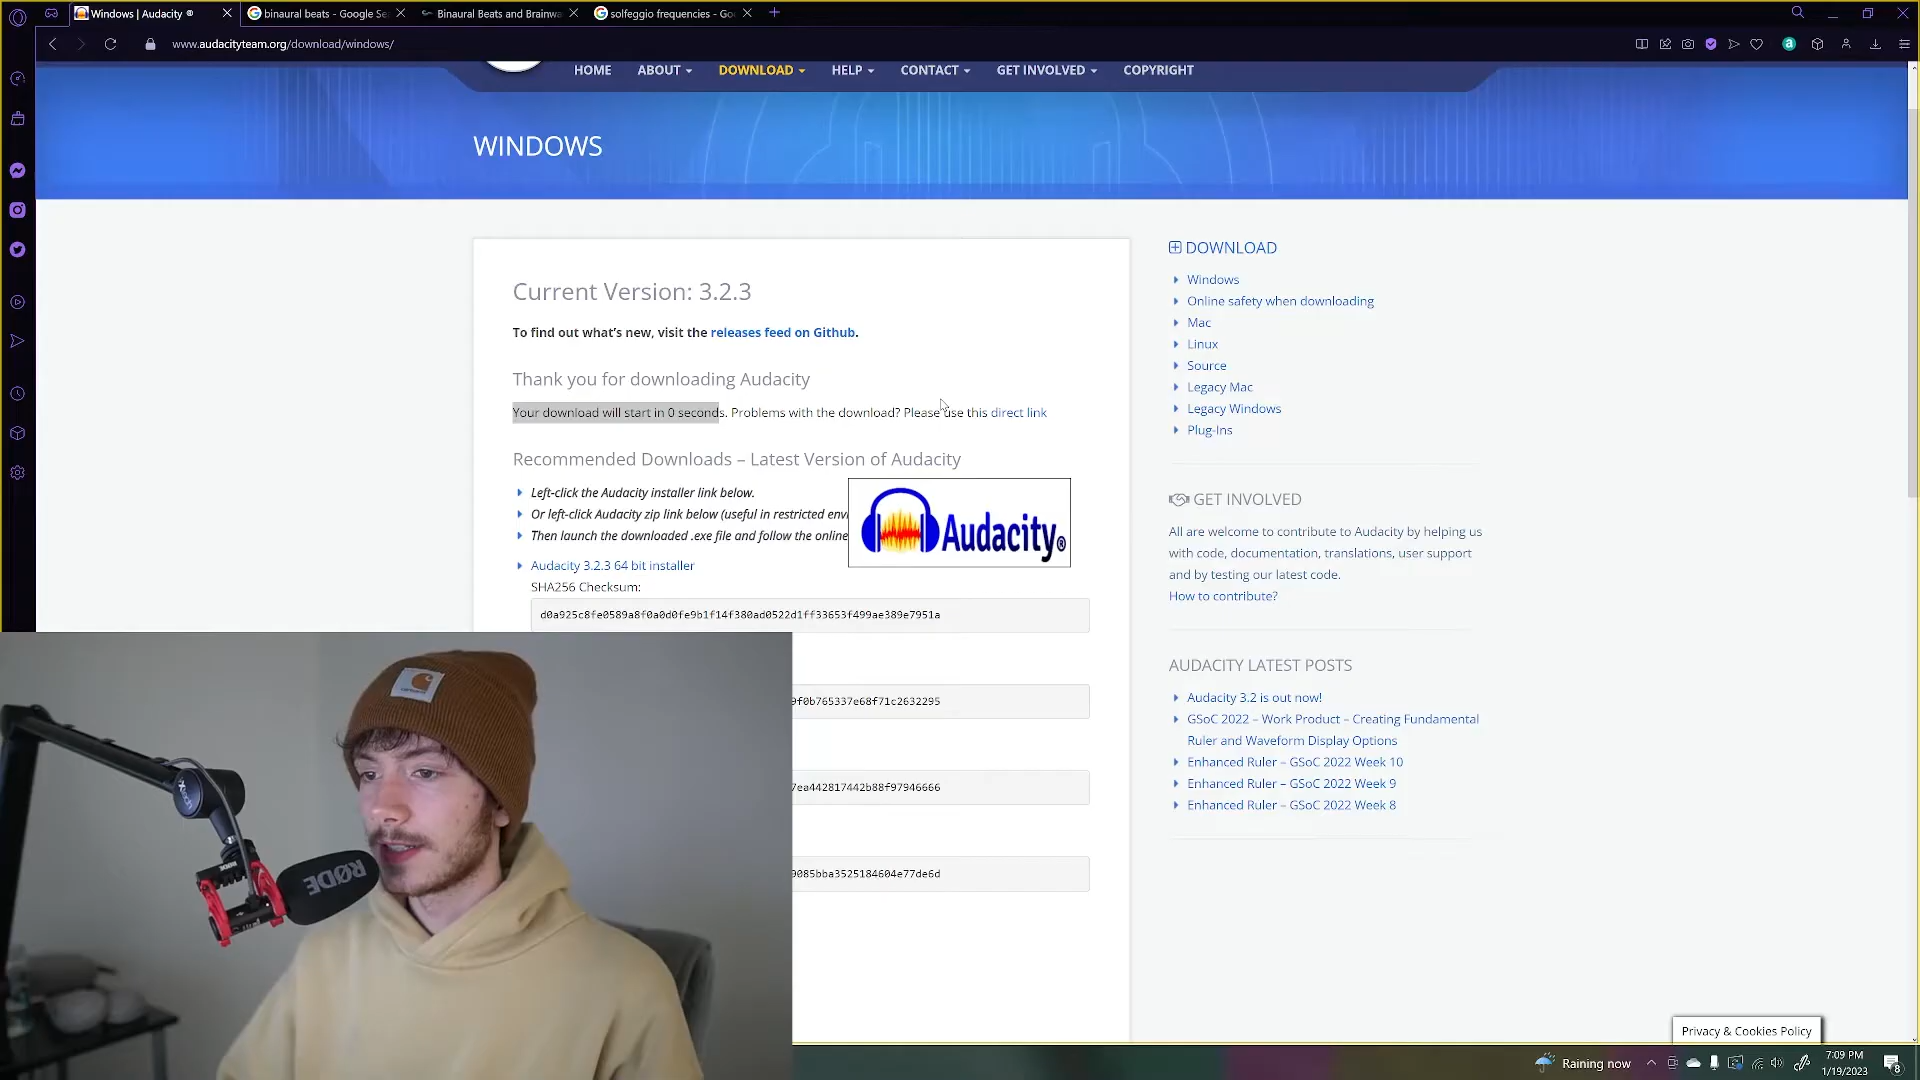 Windows | Audacity ®
binaural beats - Google Se
Binaural Beats and Brainwa
solfeggio frequencies - Go
www.audacityteam.org/download/windows/
HOME
ABOUT
DOWNLOAD
HELP
CONTACT
GET INVOLVED
COPYRIGHT
WINDOWS
Current Version: 3.2.3
To find out what's new, visit the releases feed on Github.
Thank you for downloading Audacity
Your download will start in 0 seconds. Problems with the download? Please use this direct link
Recommended Downloads – Latest Version of Audacity
Left-click the Audacity installer link below.
Or left-click Audacity zip link below (useful in restricted envi
Then launch the downloaded .exe file and follow the online
Audacity®
Audacity 3.2.3 64 bit installer
SHA256 Checksum:
d0a925c8fe0589a8f0a0d0fe9b1f14f380ad0522d1ff33653f499ae389e7951a
9f0b765337e68f71c2632295
7ea442817442b88f97946666
9085bba3525184604e77de6d
DOWNLOAD
Windows
Online safety when downloading
Mac
Linux
Source
Legacy Mac
Legacy Windows
Plug-Ins
GET INVOLVED
All are welcome to contribute to Audacity by helping us
with code, documentation, translations, user support
and by testing our latest code.
How to contribute?
AUDACITY LATEST POSTS
Audacity 3.2 is out now!
GSoC 2022 – Work Product – Creating Fundamental
Ruler and Waveform Display Options
Enhanced Ruler – GSoC 2022 Week 10
Enhanced Ruler – GSoC 2022 Week 9
Enhanced Ruler – GSoC 2022 Week 8
Privacy & Cookies Policy
RØDE
Raining now
7:09 PM
1/19/2023
8